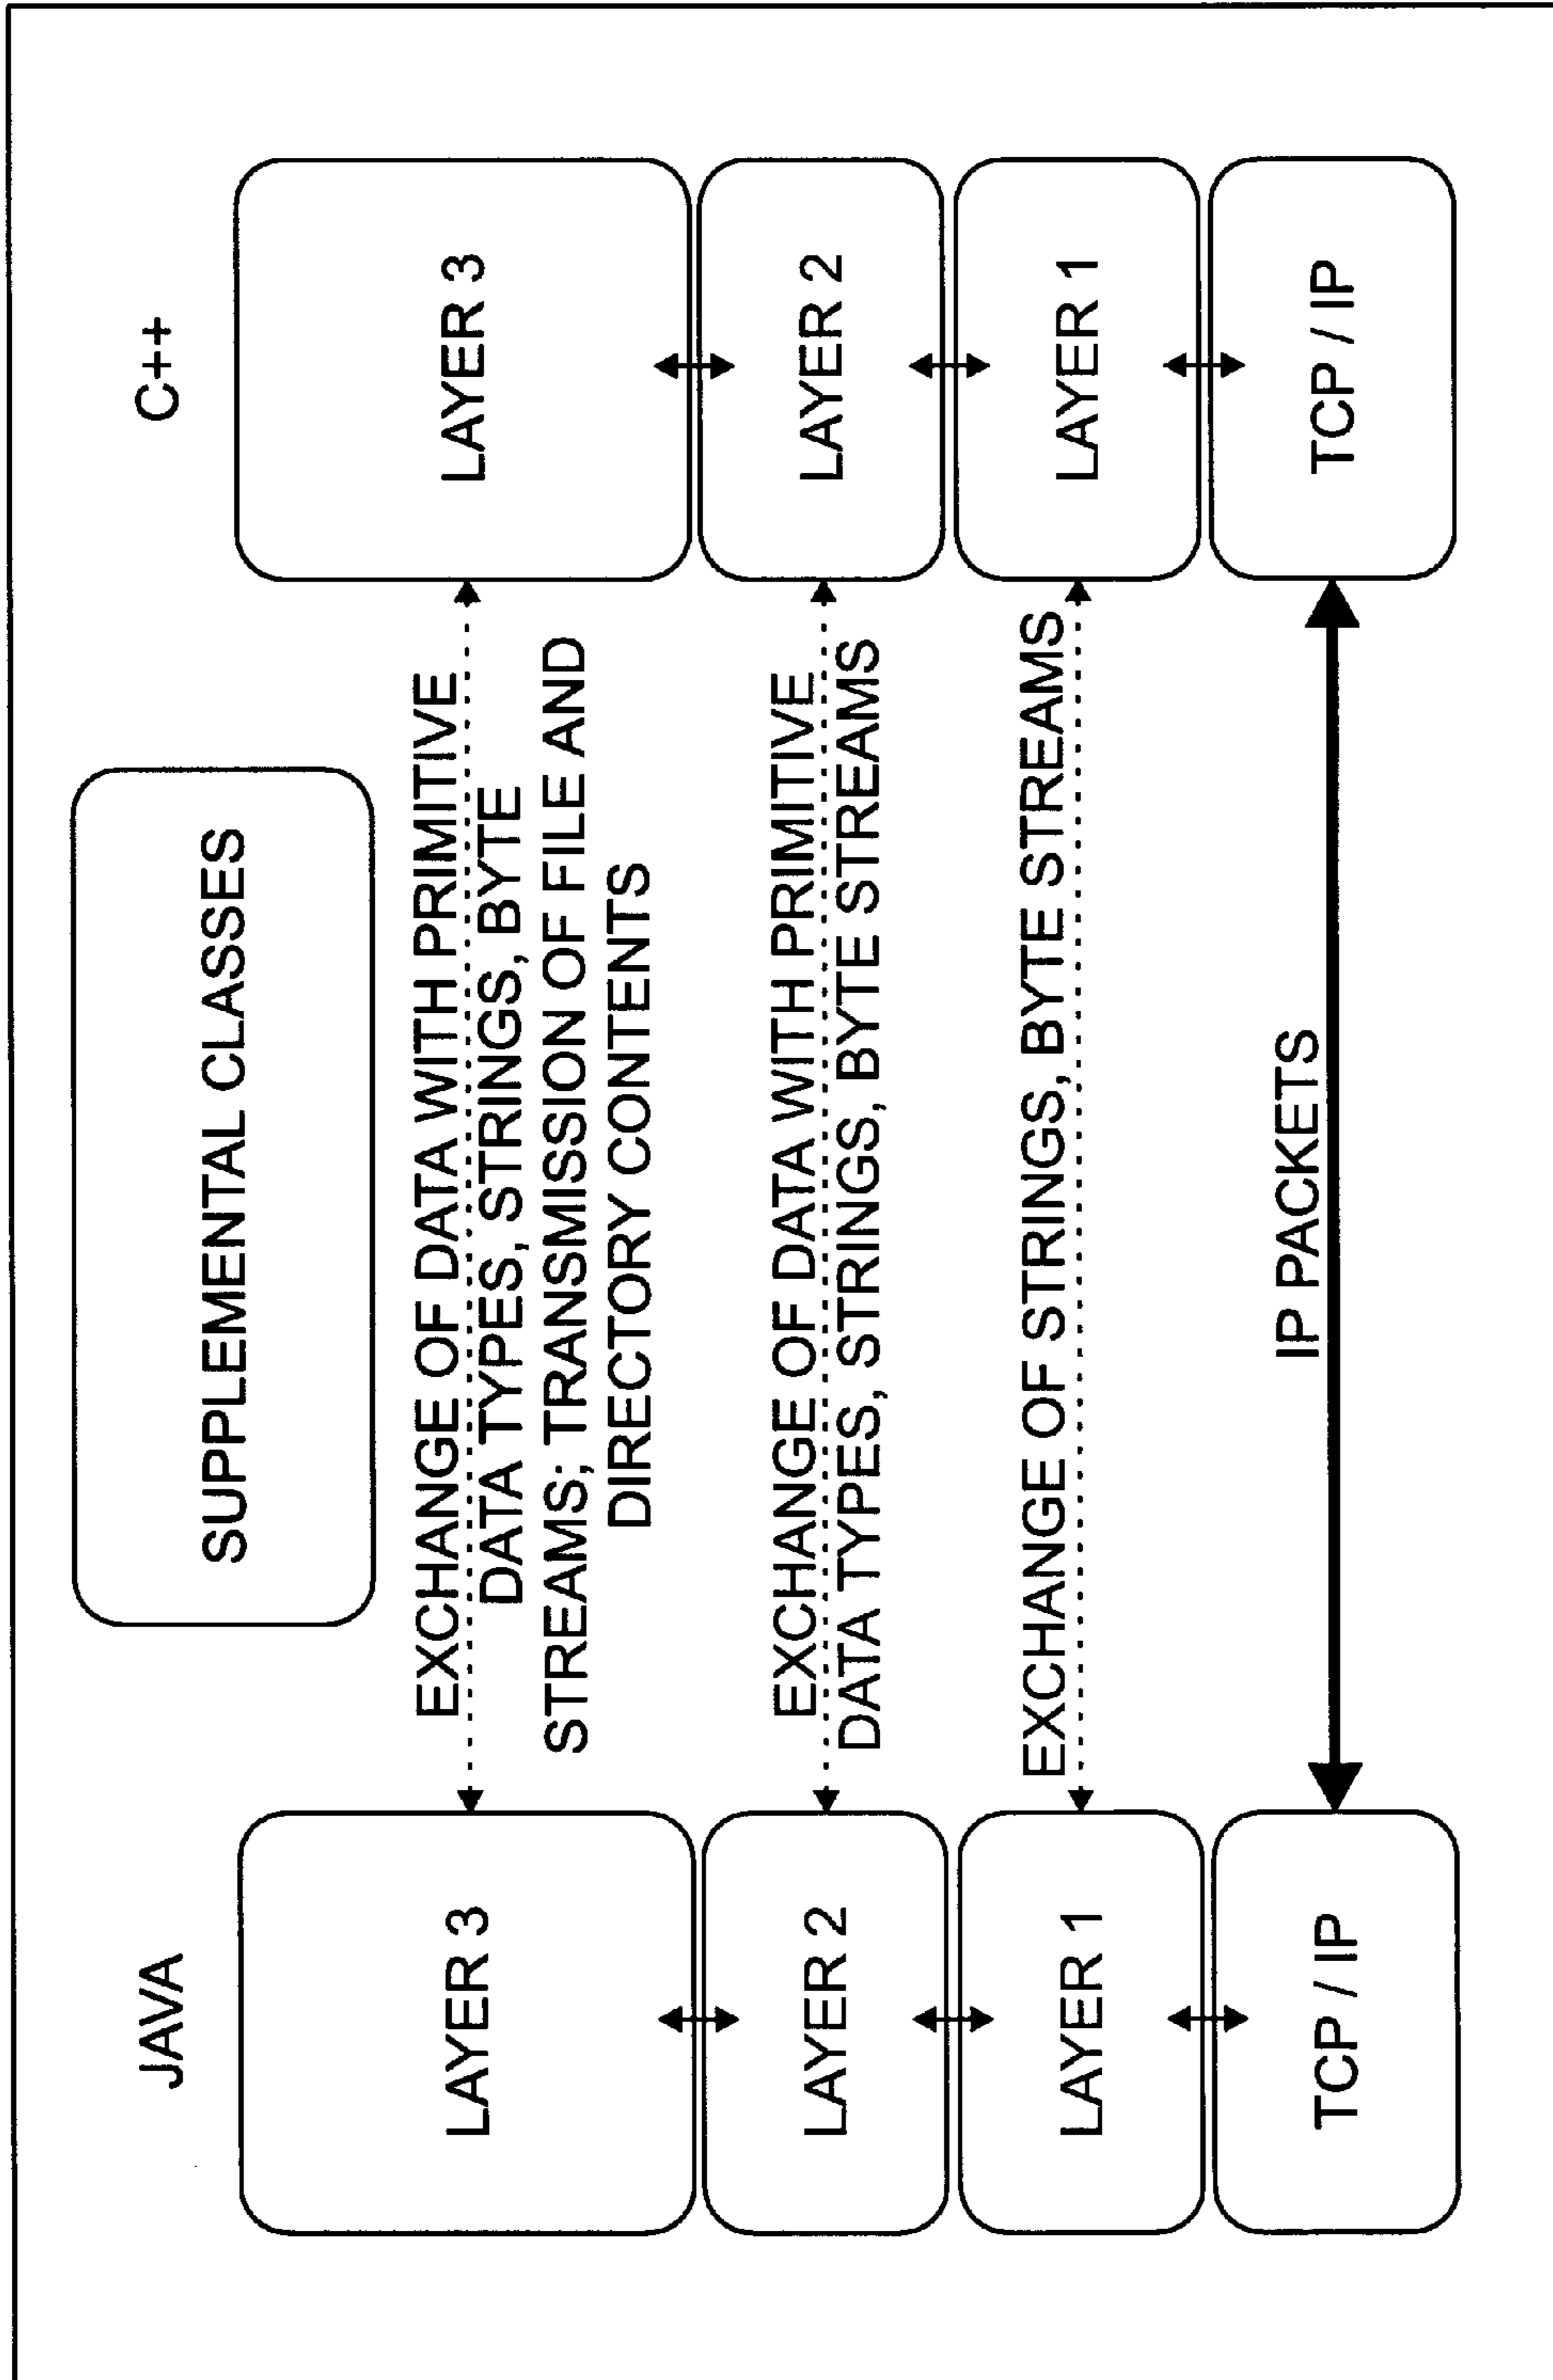 JAVA
C++
SUPPLEMENTAL CLASSES
LAYER 3
EXCHANGE OF DATA WITH PRIMITIVE
DATA TYPES, STRINGS, BYTE
STREAMS; TRANSMISSION OF FILE AND
DIRECTORY CONTENTS
LAYER 3
LAYER 2
EXCHANGE OF DATA WITH PRIMITIVE
DATA TYPES, STRINGS, BYTE STREAMS
LAYER 2
LAYER 1
EXCHANGE OF STRINGS, BYTE STREAMS
LAYER 1
TCP / IP
IP PACKETS
TCP / IP